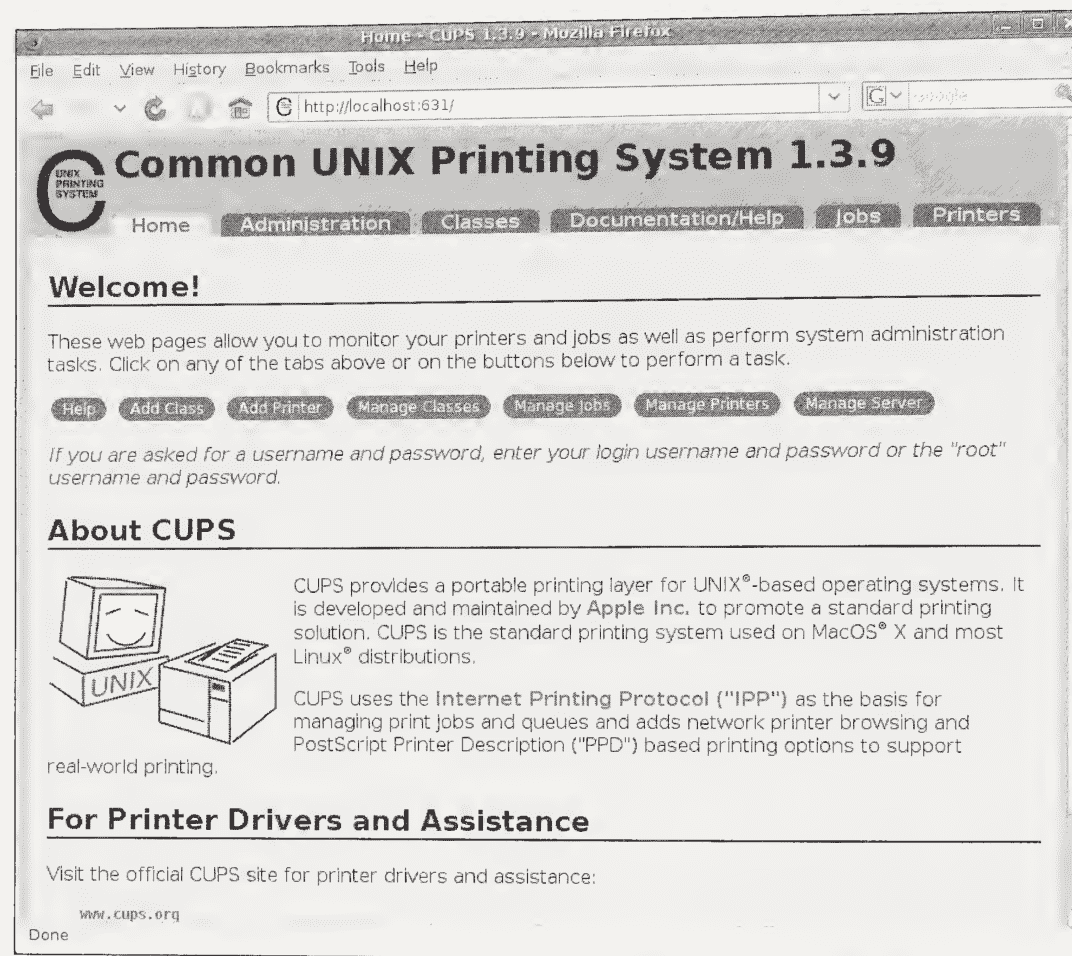 Home - CUPS 1.3.9 - Mozilla Firefox
File Edit View History Bookmarks Tools Help
http://localhost:631/
G Google
UNIX
PRINTING
SYSTEM
Common UNIX Printing System 1.3.9
Home Administration Classes Documentation/Help Jobs Printers
Welcome!
These web pages allow you to monitor your printers and jobs as well as perform system administration
tasks. Click on any of the tabs above or on the buttons below to perform a task.
Help Add Class Add Printer Manage Classes Manage Jobs Manage Printers Manage Server
If you are asked for a username and password, enter your login username and password or the "root"
username and password.
About CUPS
UNIX
CUPS provides a portable printing layer for UNIX®-based operating systems. It
is developed and maintained by Apple Inc. to promote a standard printing
solution. CUPS is the standard printing system used on MacOS® X and most
Linux® distributions.
CUPS uses the Internet Printing Protocol ("IPP") as the basis for
managing print jobs and queues and adds network printer browsing and
PostScript Printer Description ("PPD") based printing options to support
real-world printing.
For Printer Drivers and Assistance
Visit the official CUPS site for printer drivers and assistance:
www.cups.org
Done